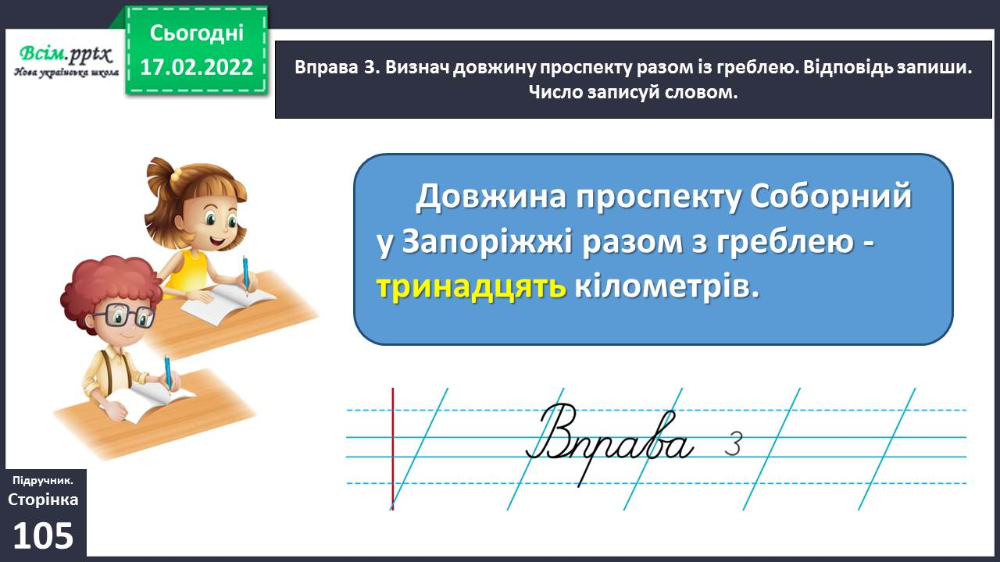 Сьогодні
17.02.2022
Всім.pptx
Нова українська школа
Вправа 3. Визнач довжину проспекту разом із греблею. Відповідь запиши.
Число записуй словом.
Довжина проспекту Соборний
у Запоріжжі разом з греблею -
тринадцять кілометрів.
Вправа 3
Підручник.
Сторінка
105